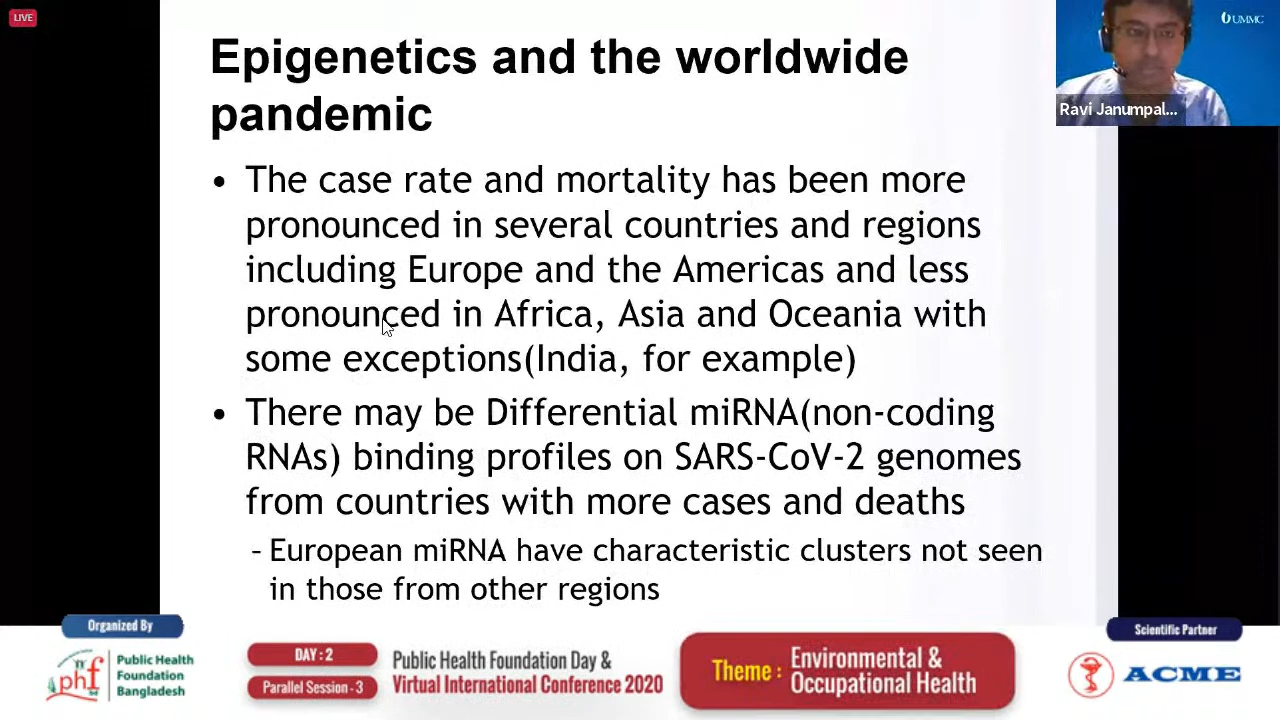 LIVE
Epigenetics and the worldwide
pandemic
UMMC
Ravi Janumpal...
• The case rate and mortality has been more
pronounced in several countries and regions
including Europe and the Americas and less
pronounced in Africa, Asia and Oceania with
some exceptions(India, for example)
• There may be Differential miRNA(non-coding
RNAs) binding profiles on SARS-CoV-2 genomes
from countries with more cases and deaths
– European miRNA have characteristic clusters not seen
in those from other regions
Organized By
phf
Public Health
Foundation
Bangladesh
DAY : 2
Parallel Session - 3
Public Health Foundation Day &
Virtual International Conference 2020
Theme :
Environmental &
Occupational Health
Scientific Partner
ACME